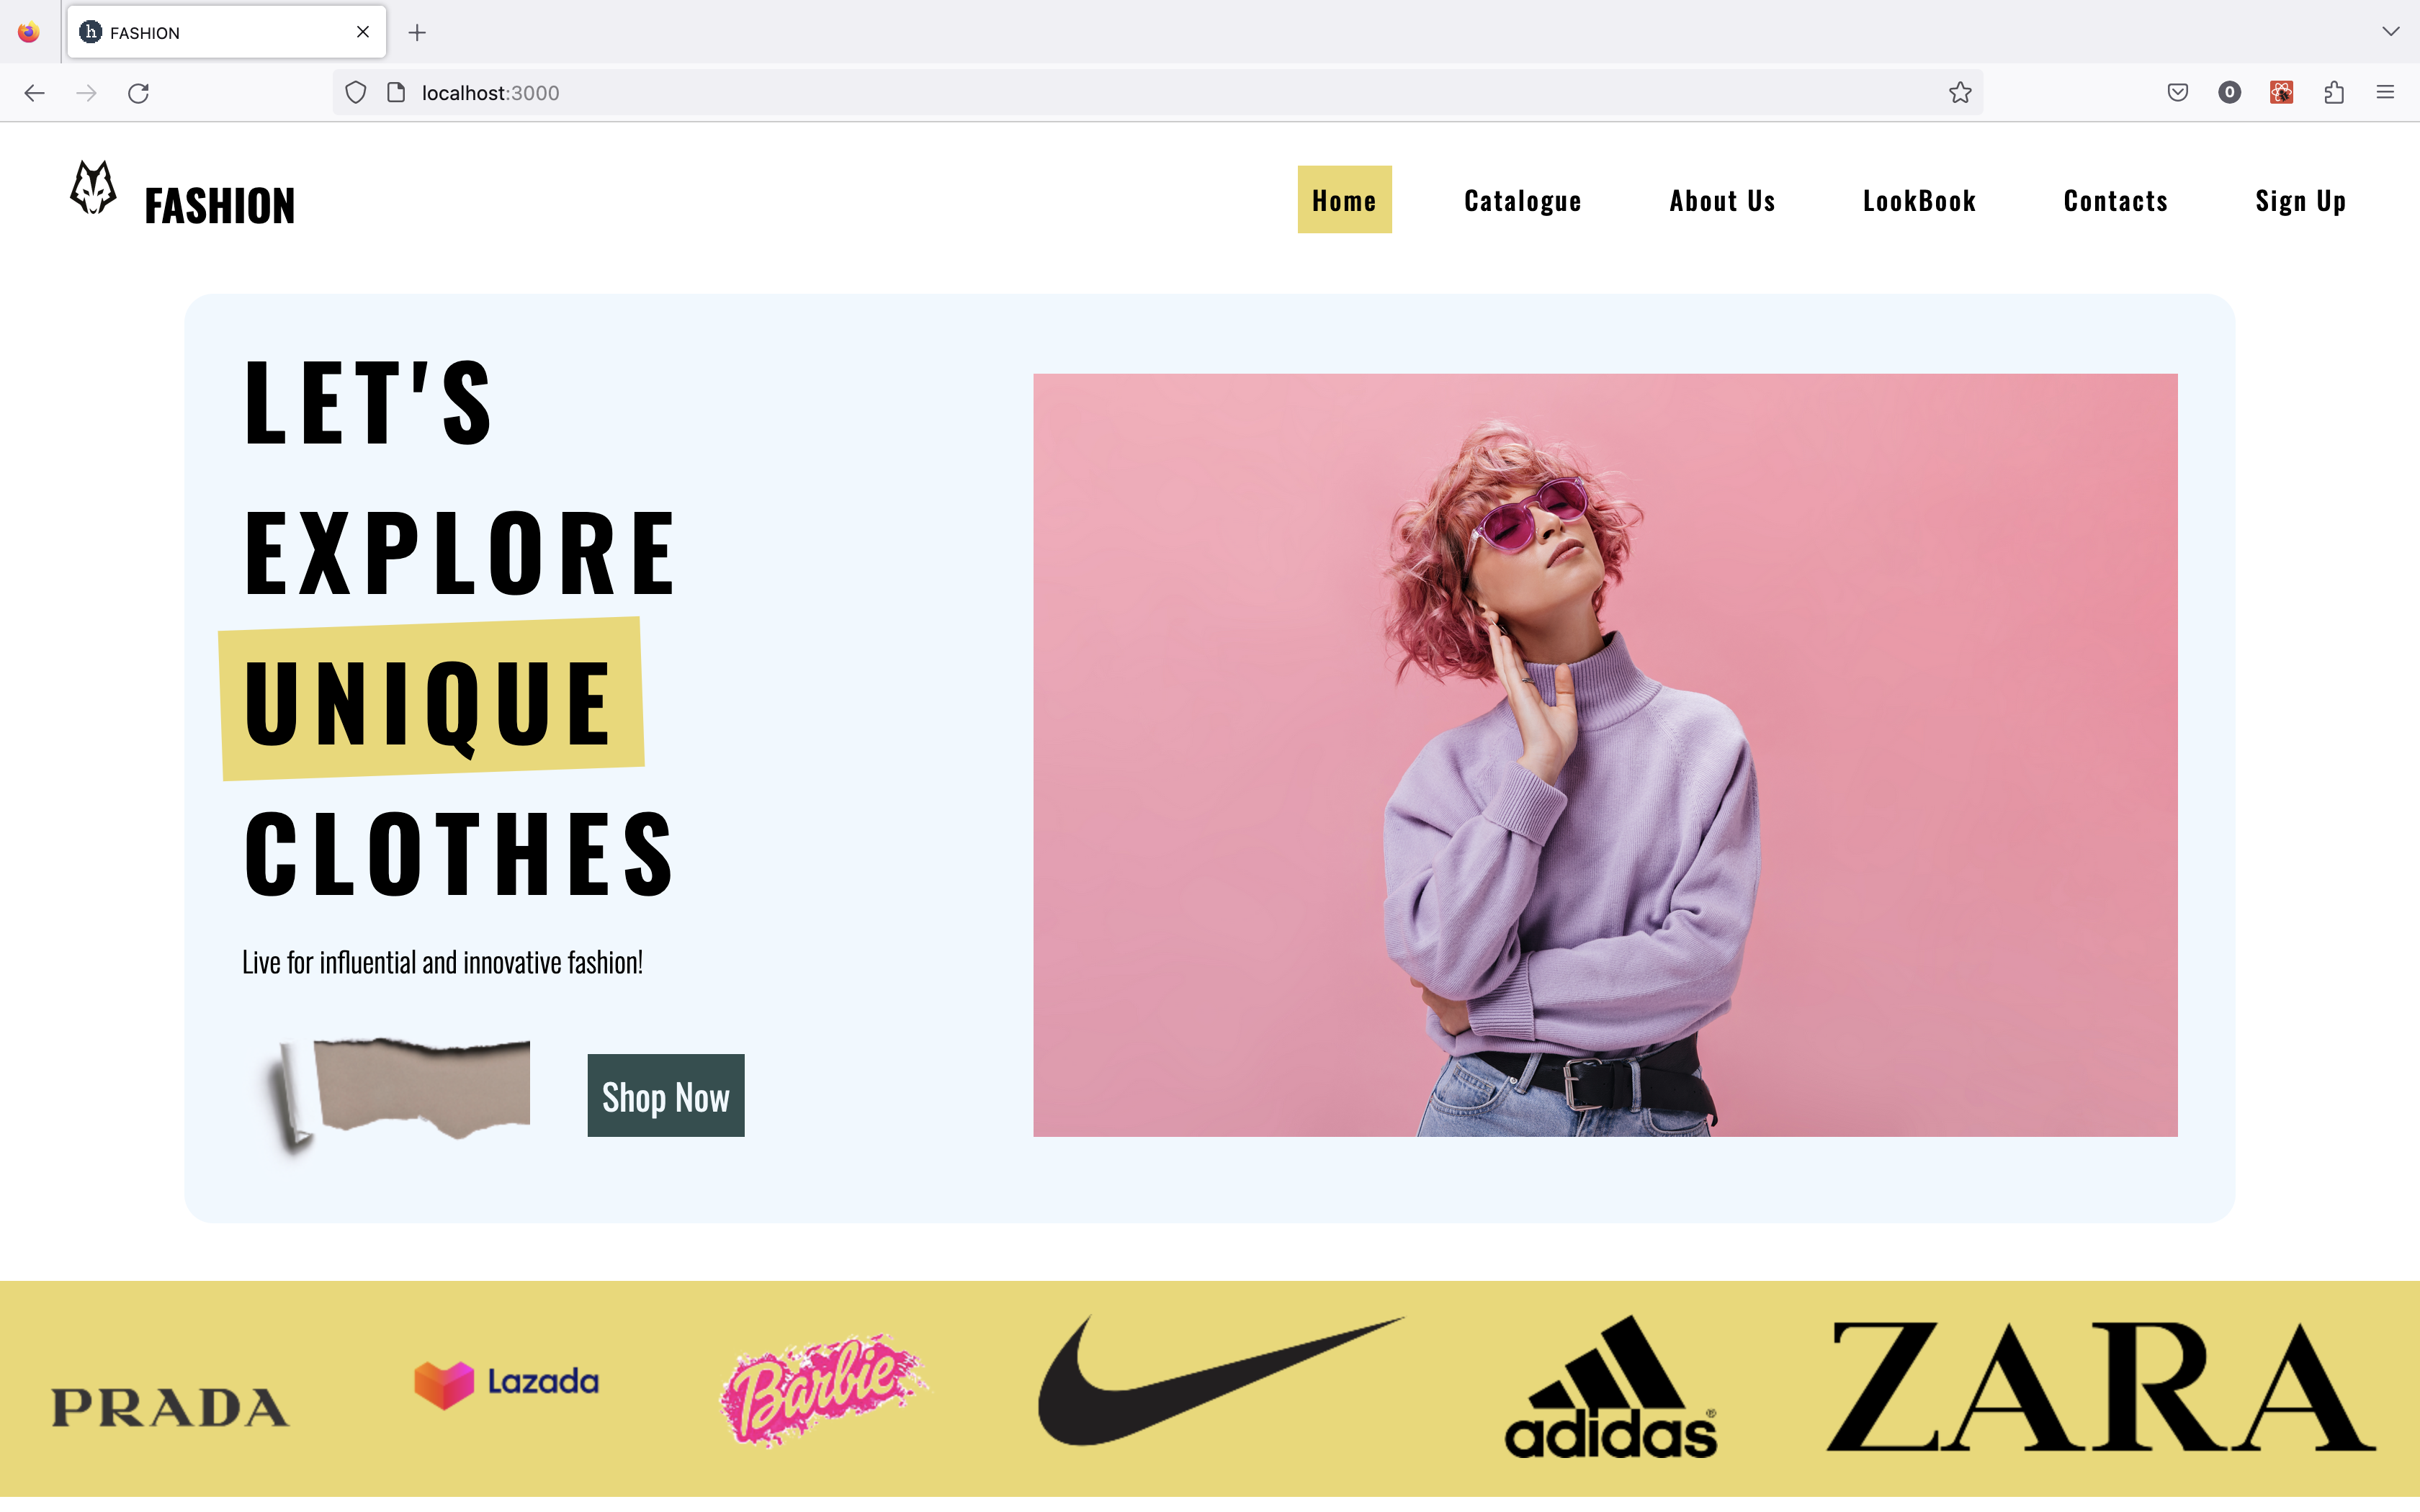 FASHION
localhost:3000
0
FASHION
Home Catalogue About Us LookBook Contacts Sign Up
LET'S
EXPLORE
UNIQUE
CLOTHES
Live for influential and innovative fashion!
Shop Now
PRADA Lazada Barbie adidas® ZARA